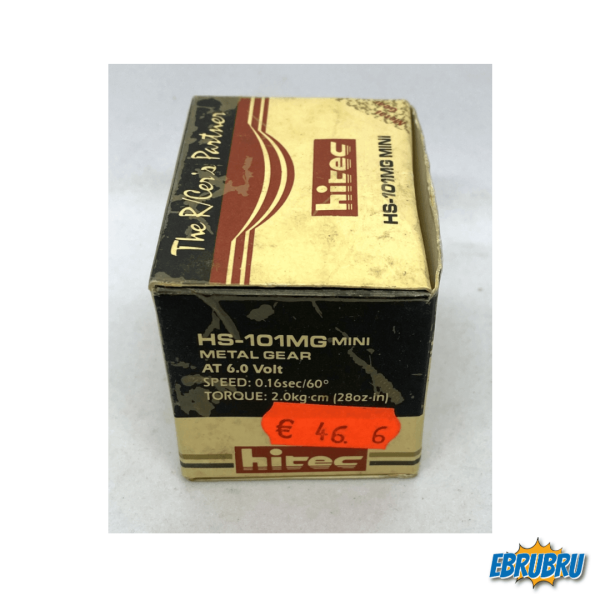 The R/Cer's Partner
hitec
HS-101MG MINI
HS-101MG MINI
METAL GEAR
AT 6.0 Volt
SPEED: 0.16sec/60°
TORQUE: 2.0kg·cm (28oz-in)
€ 46. 6
hitec
EBRUBRU